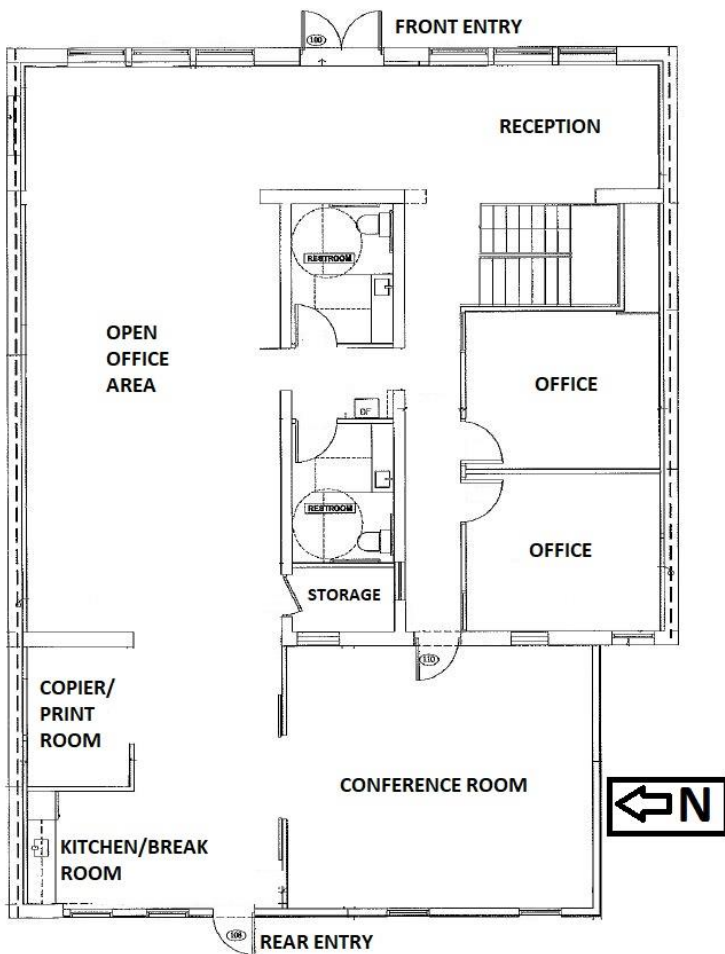 100
FRONT ENTRY
RECEPTION
RESTROOM
OPEN
OFFICE
AREA
OFFICE
DF
RESTROOM
OFFICE
STORAGE
110
COPIER/
PRINT
ROOM
CONFERENCE ROOM
N
KITCHEN/BREAK
ROOM
108
REAR ENTRY